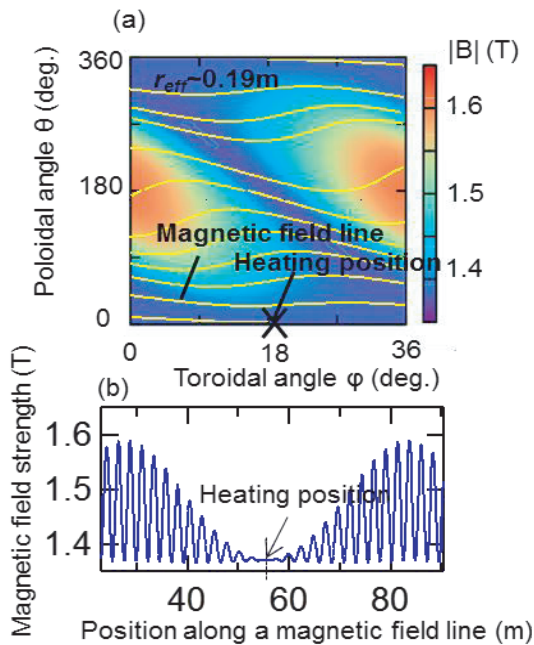 (a)
|B| (T)
360
r_eff~0.19m
1.6
Poloidal angle θ (deg.)
180
1.5
Magnetic field line
Heating position
1.4
0
0
18
36
Toroidal angle φ (deg.)
(b)
Magnetic field strength (T)
1.6
Heating position
1.5
1.4
40
60
80
Position along a magnetic field line (m)